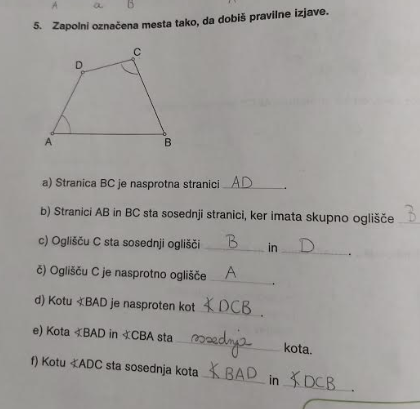 A a B
5. Zapolni označena mesta tako, da dobiš pravilne izjave.
C
D
A
B
a) Stranica BC je nasprotna stranici AD.
b) Stranici AB in BC sta sosednji stranici, ker imata skupno oglišče B
c) Oglišču C sta sosednji oglišči B in D.
č) Oglišču C je nasprotno oglišče A.
d) Kotu ∢BAD je nasproten kot ∢DCB.
e) Kota ∢BAD in ∢CBA sta sosednja kota.
f) Kotu ∢ADC sta sosednja kota ∢BAD in ∢DCB.